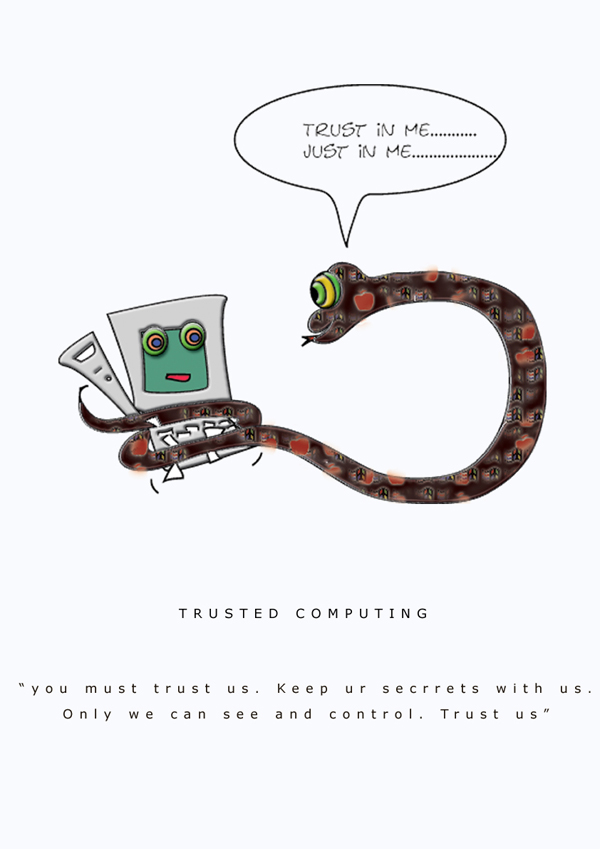 TRUST IN ME...........
JUST IN ME.....................
TRUSTED COMPUTING
“you must trust us. Keep ur secrrets with us.
Only we can see and control. Trust us”